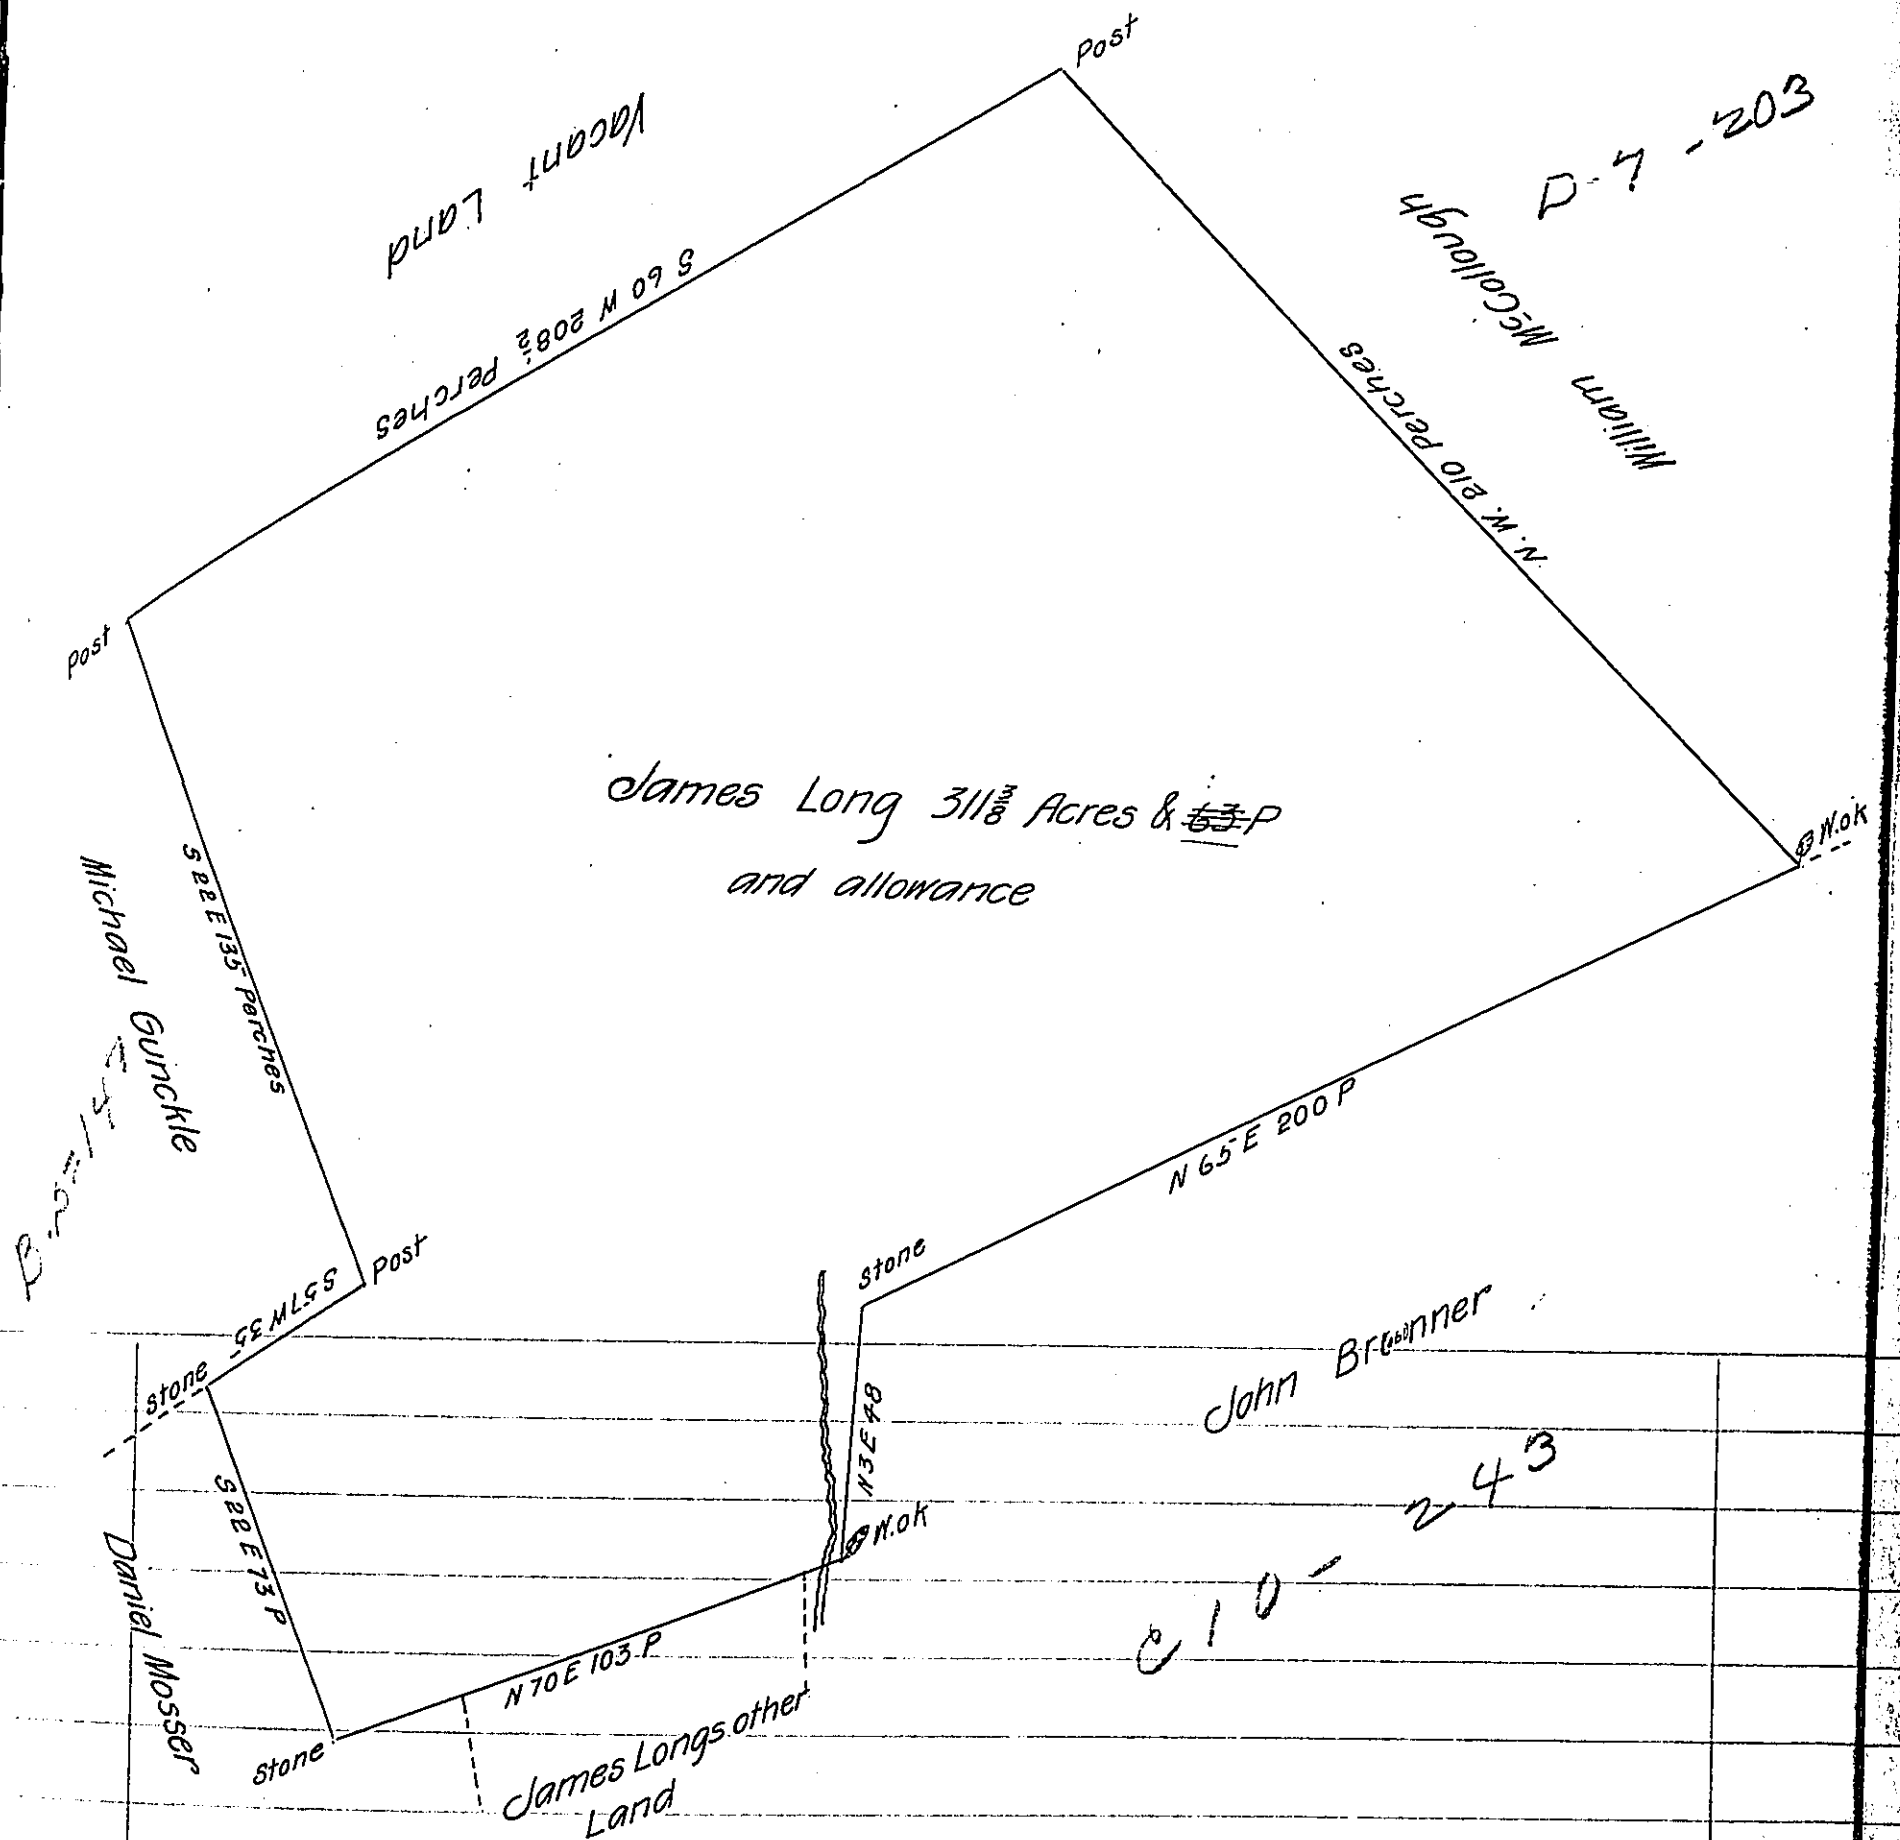 Post
D-7-203
Vacant Land
William McCollough
S 60 W 208½ Perches
N.W. 210 Perches
Post
James Long 311⅜ Acres & 63 P
and allowance
W.ok
Michael Gunckle
S 22 E 135 Perches
N 65 E 200 P
Post
Stone
S 57 W 35
Stone
John
N 3 E 48
C 10 - 243
W.ok
S 22 E 73 P
Daniel Mosser
N 70 E 103 P
Stone
James Longs other
Land